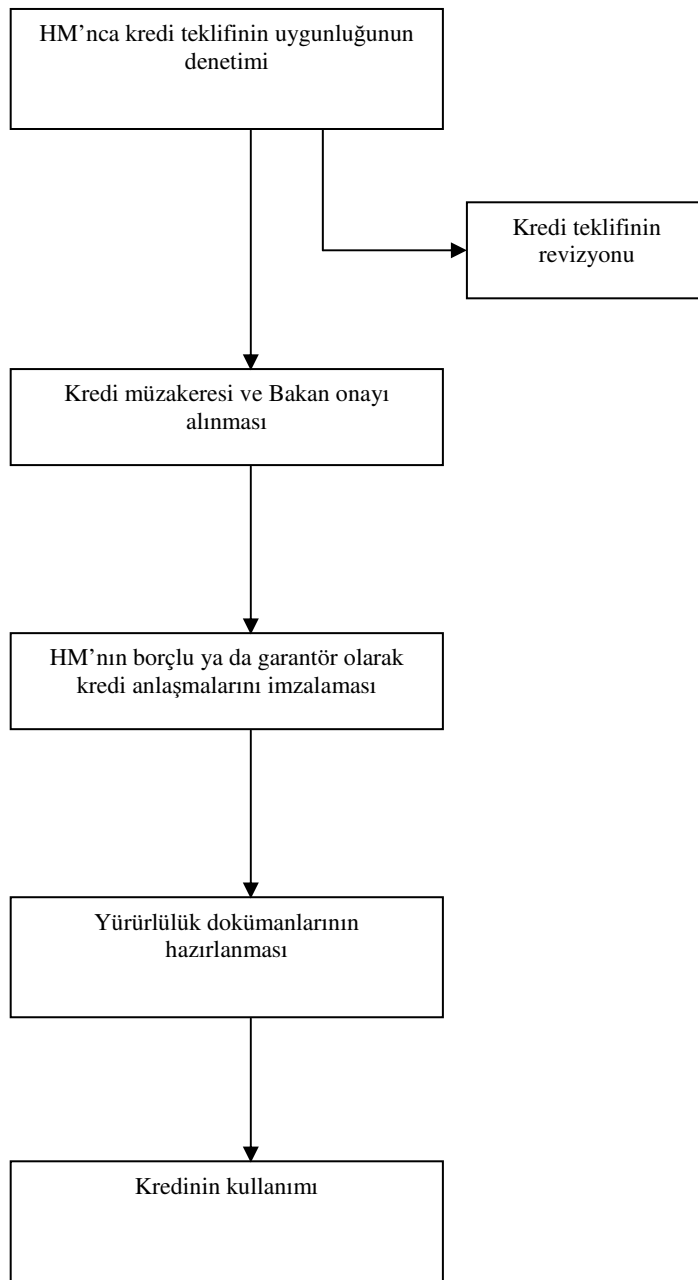 HM’nca kredi teklifinin uygunluğunun
denetimi
Kredi teklifinin
revizyonu
Kredi müzakeresi ve Bakan onayı
alınması
HM’nın borçlu ya da garantör olarak
kredi anlaşmalarını imzalaması
Yürürlülük dokümanlarının
hazırlanması
Kredinin kullanımı